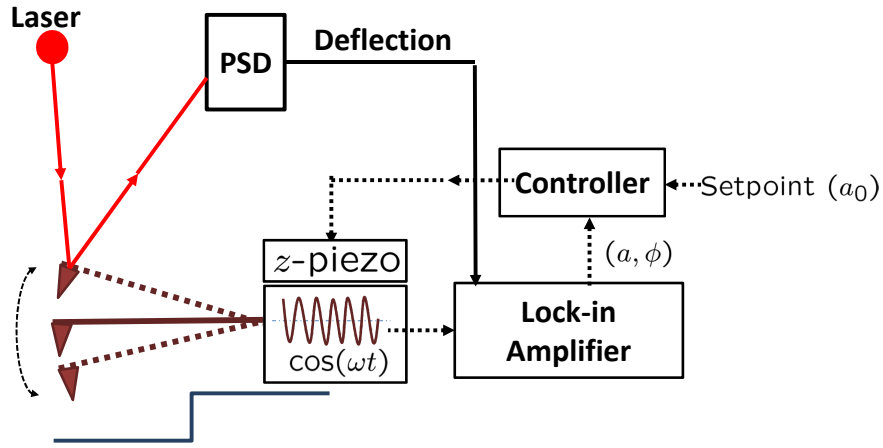 Laser
PSD
Deflection
Controller
Setpoint (a₀)
(a, ϕ)
z-piezo
cos(ωt)
Lock-in
Amplifier